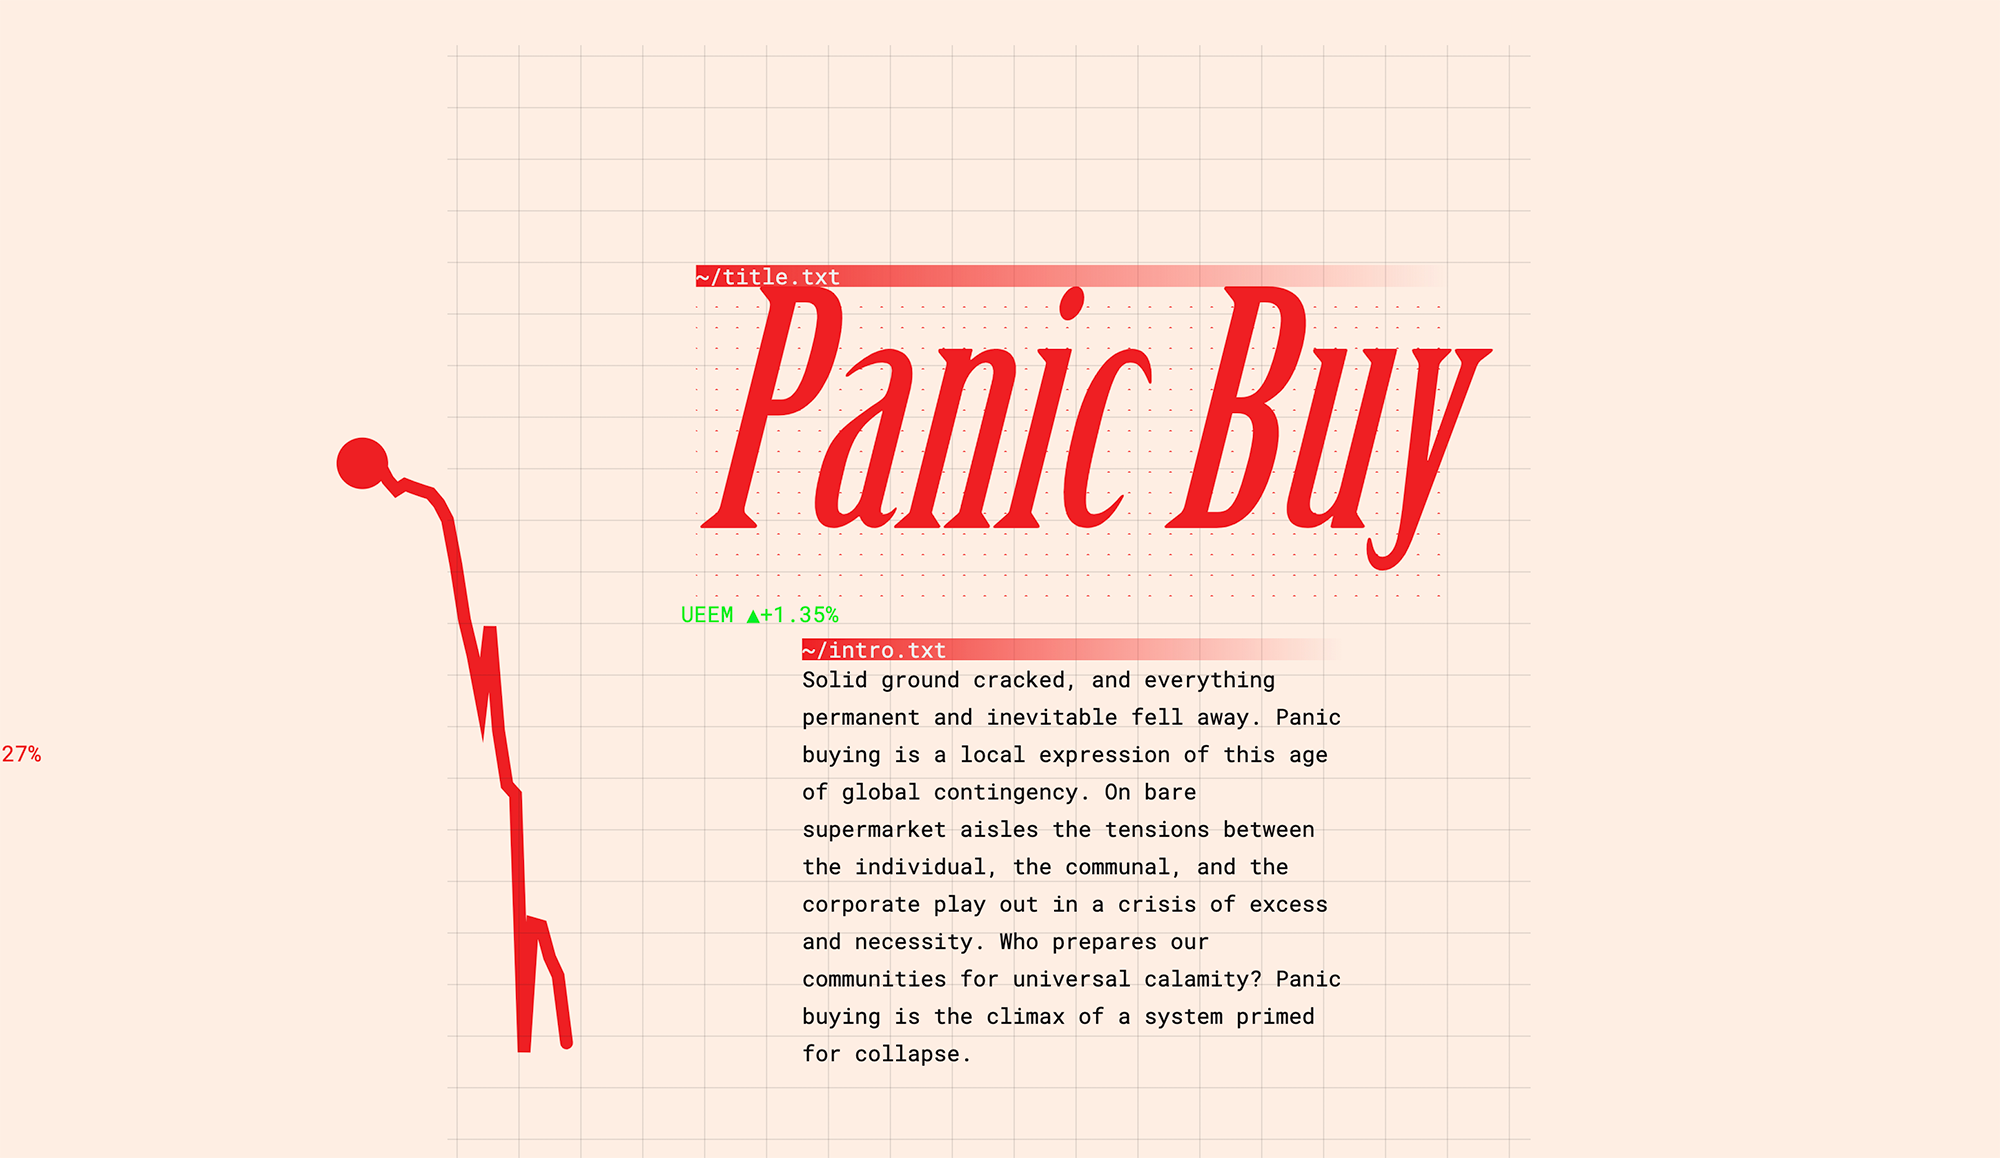 ~/title.txt
Panic Buy
UEEM ▲+1.35%
~/intro.txt
Solid ground cracked, and everything
permanent and inevitable fell away. Panic
buying is a local expression of this age
of global contingency. On bare
supermarket aisles the tensions between
the individual, the communal, and the
corporate play out in a crisis of excess
and necessity. Who prepares our
communities for universal calamity? Panic
buying is the climax of a system primed
for collapse.
27%